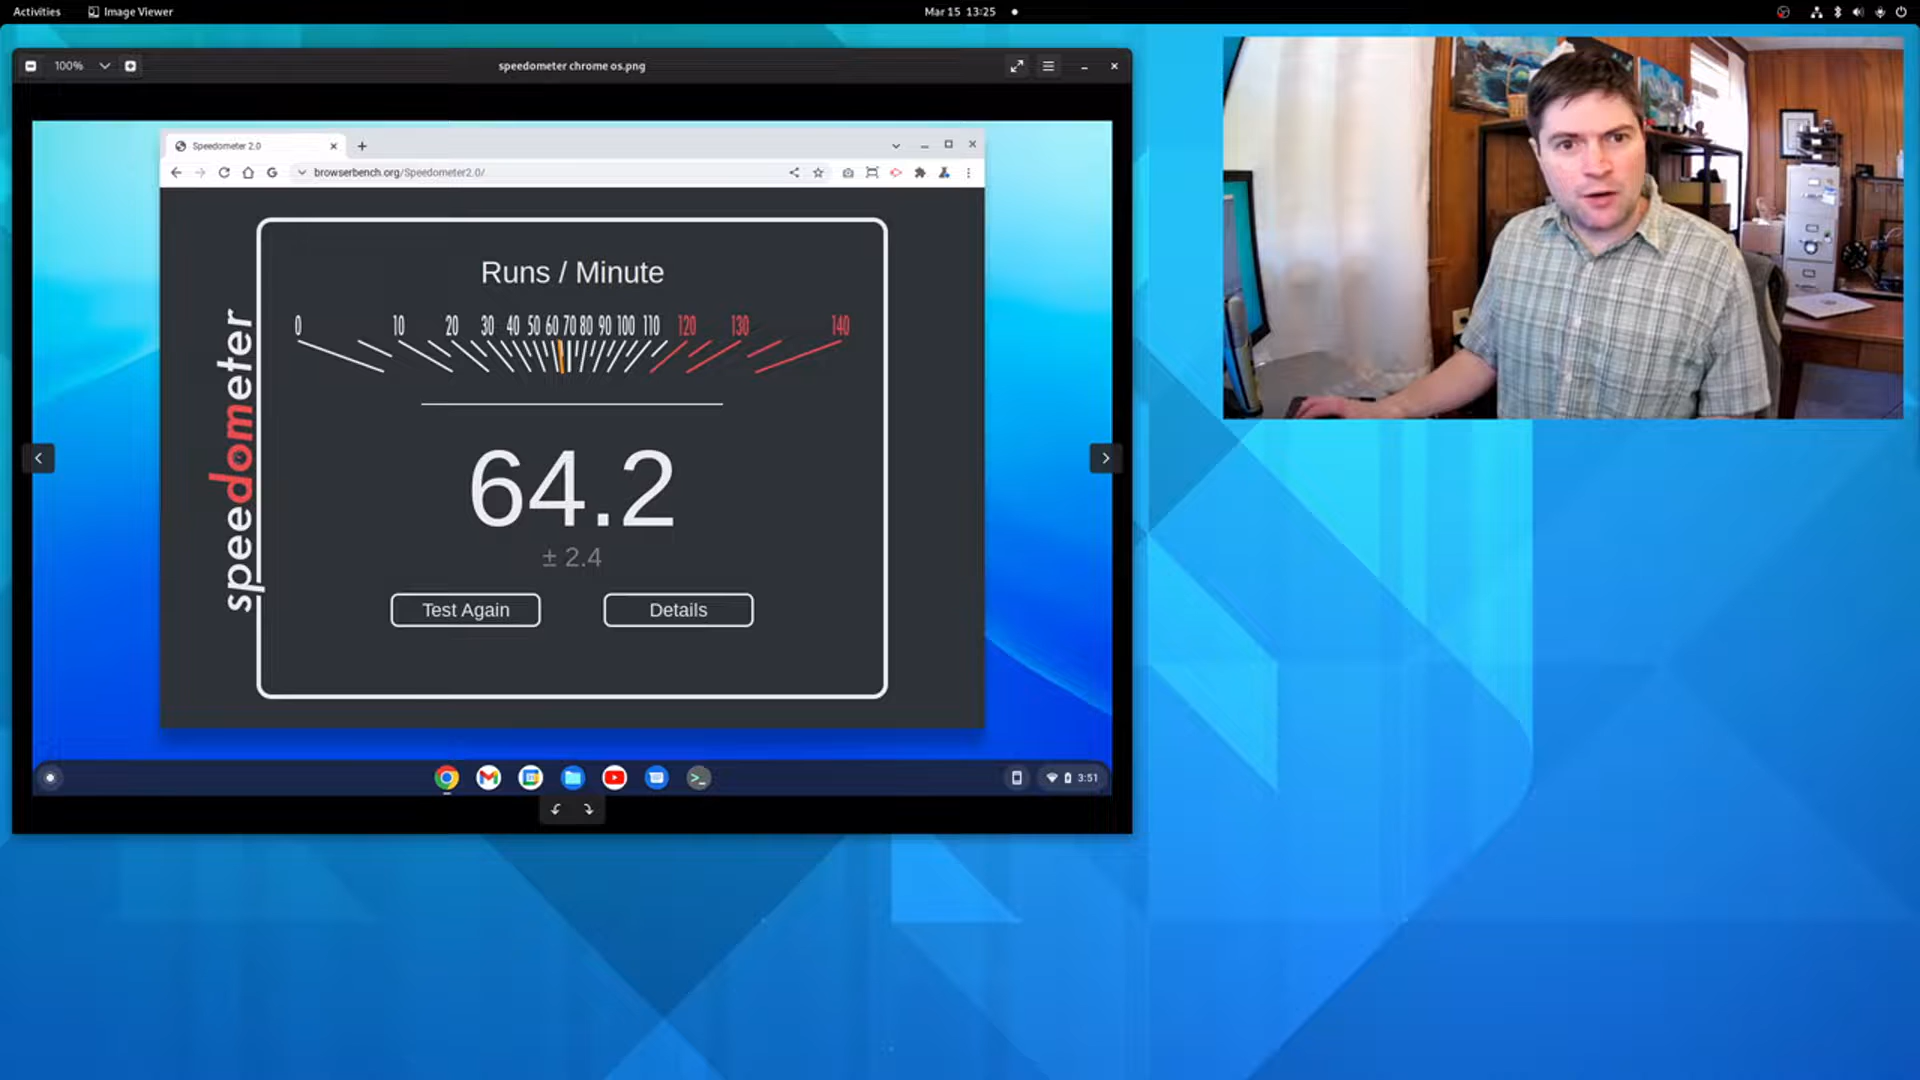 Activities Image Viewer Mar 15 13:25
100% speedometer chrome os.png
Speedometer 2.0
browserbench.org/Speedometer2.0/
Runs / Minute
0 10 20 30 40 50 60 70 80 90 100 110 120 130 140
speedometer
64.2
± 2.4
Test Again Details
3:51